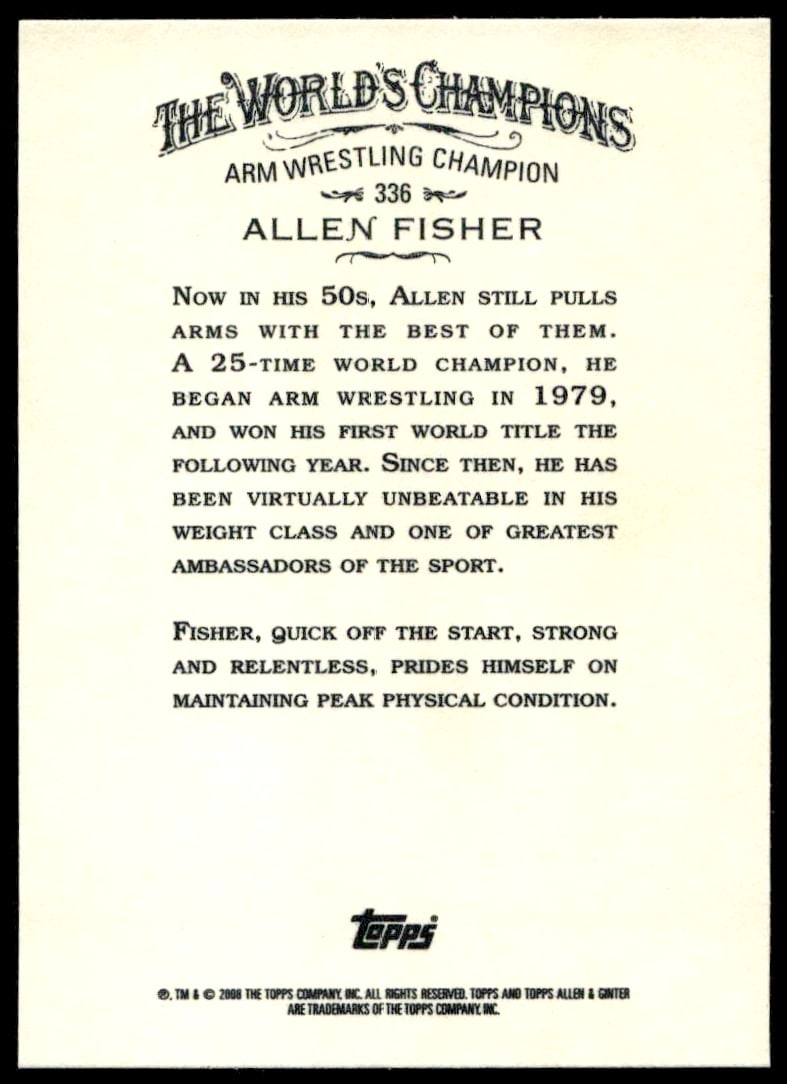 THE WORLD'S CHAMPIONS
ARM WRESTLING CHAMPION
336
ALLEN FISHER
NOW IN HIS 50S, ALLEN STILL PULLS
ARMS WITH THE BEST OF THEM.
A 25-TIME WORLD CHAMPION, HE
BEGAN ARM WRESTLING IN 1979,
AND WON HIS FIRST WORLD TITLE THE
FOLLOWING YEAR. SINCE THEN, HE HAS
BEEN VIRTUALLY UNBEATABLE IN HIS
WEIGHT CLASS AND ONE OF GREATEST
AMBASSADORS OF THE SPORT.
FISHER, QUICK OFF THE START, STRONG
AND RELENTLESS, PRIDES HIMSELF ON
MAINTAINING PEAK PHYSICAL CONDITION.
topps®
®, TM & © 2008 THE TOPPS COMPANY, INC. ALL RIGHTS RESERVED. TOPPS AND TOPPS ALLEN & GINTER
ARE TRADEMARKS OF THE TOPPS COMPANY, INC.